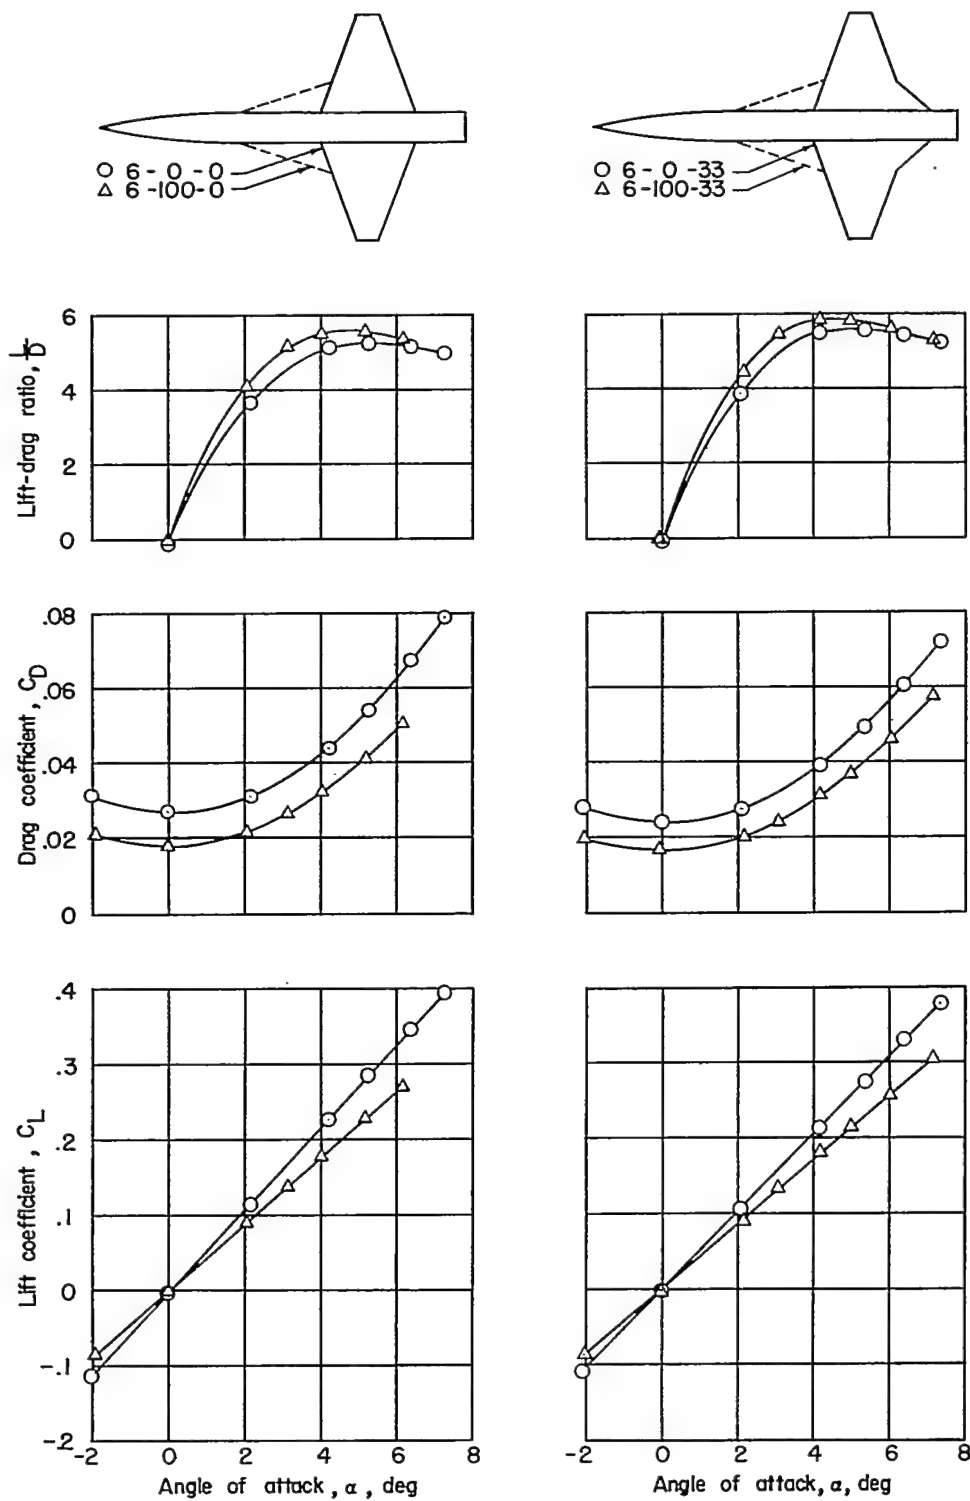 ○ 6-0-0
△ 6-100-0
○ 6-0-33
△ 6-100-33
Lift-drag ratio, L/D
6
4
2
0
Drag coefficient, C_D
.08
.06
.04
.02
0
Lift coefficient, C_L
.4
.3
.2
.1
0
-.1
-.2
-2 0 2 4 6 8
Angle of attack, α, deg
-2 0 2 4 6 8
Angle of attack, α, deg